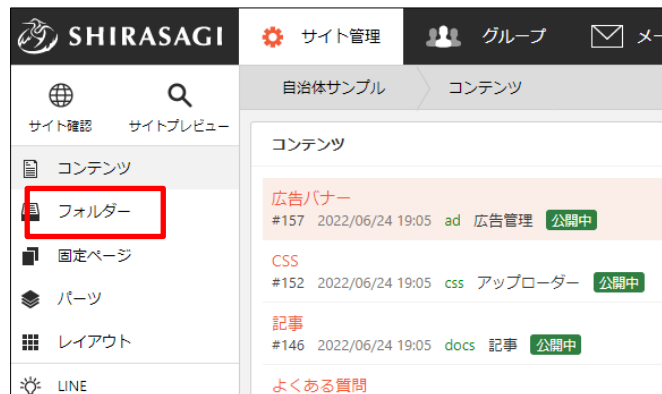 SHIRASAGI サイト管理 グループ
サイト確認 サイトプレビュー
コンテンツ
フォルダー
固定ページ
パーツ
レイアウト
LINE
自治体サンプル コンテンツ
コンテンツ
広告バナー
#157 2022/06/24 19:05 ad 広告管理 公開中
CSS
#152 2022/06/24 19:05 css アップローダー 公開中
記事
#146 2022/06/24 19:05 docs 記事 公開中
よくある質問